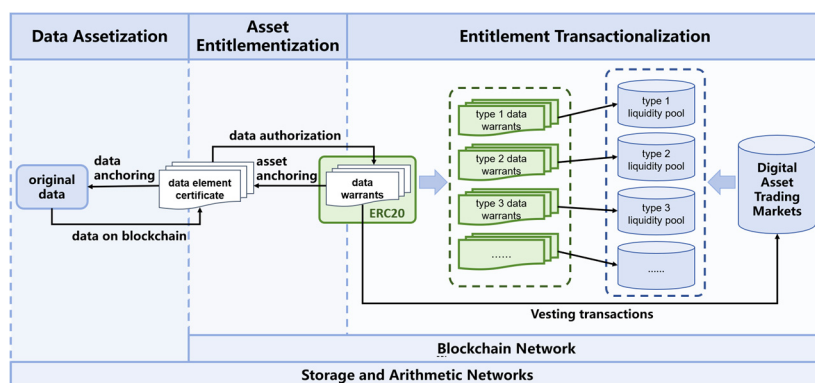 Data Assetization
Asset
Entitlementization
Entitlement Transactionalization
original
data
data
anchoring
data on blockchain
data authorization
data element
certificate
asset
anchoring
data
warrants
ERC20
type 1 data
warrants
type 2 data
warrants
type 3 data
warrants
......
type 1
liquidity pool
type 2
liquidity pool
type 3
liquidity pool
......
Digital
Asset
Trading
Markets
Vesting transactions
Blockchain Network
Storage and Arithmetic Networks